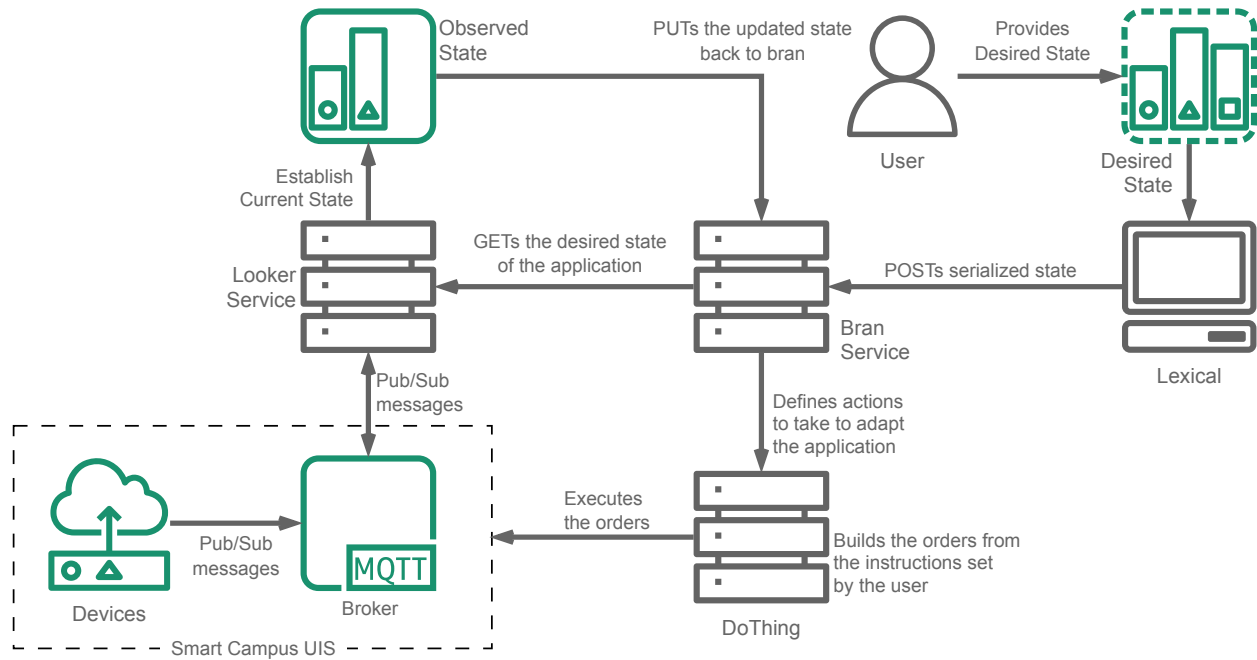 Observed
State
PUTs the updated state
back to bran
Provides
Desired State
User
Desired
State
Establish
Current State
GETs the desired state
of the application
POSTs serialized state
Looker
Service
Bran
Service
Lexical
Pub/Sub
messages
Defines actions
to take to adapt
the application
Executes
the orders
Pub/Sub
messages
MQTT
Builds the orders from
the instructions set
by the user
Devices
Broker
DoThing
Smart Campus UIS